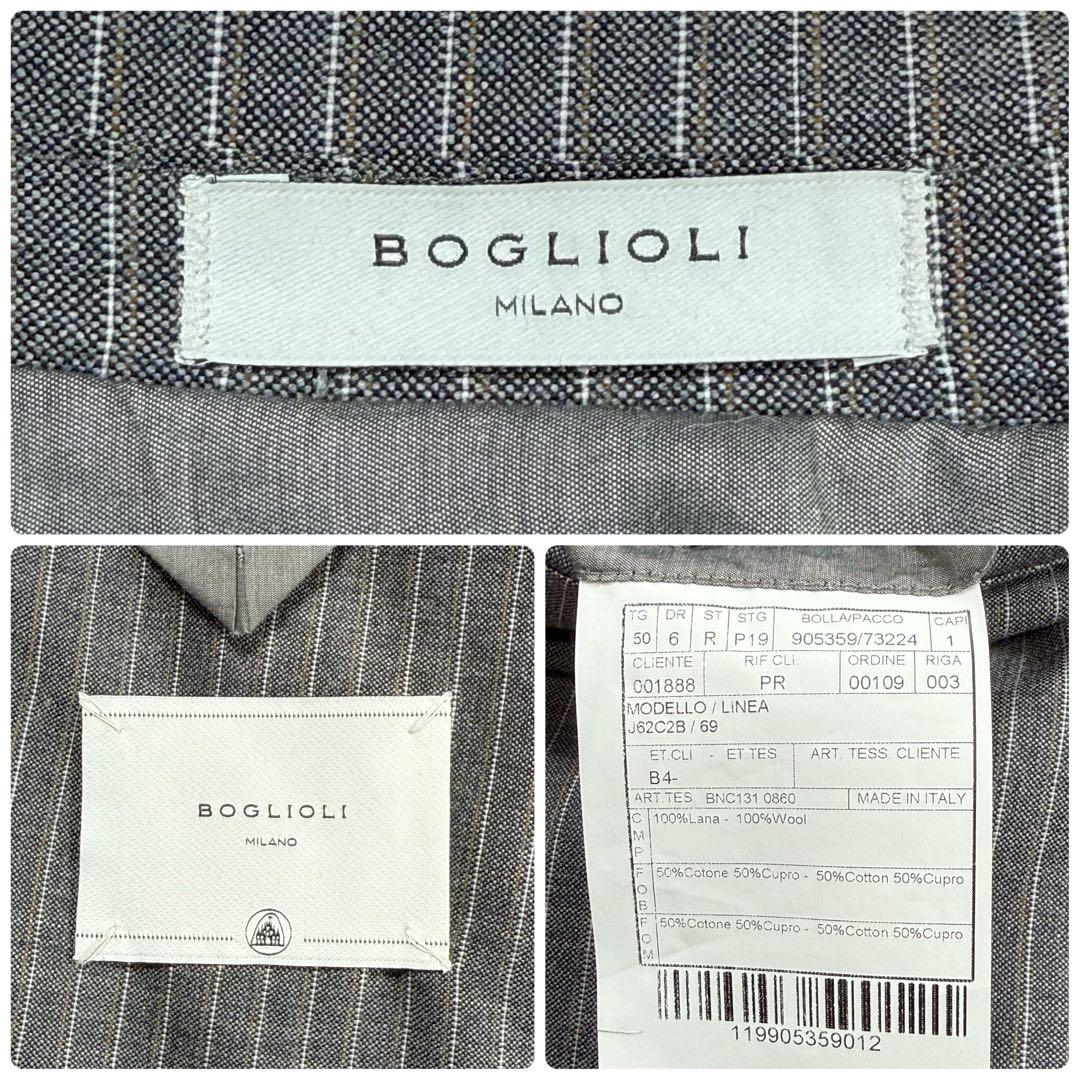 BOGLIOLI
MILANO
BOGLIOLI
MILANO
TG DR ST STG BOLLA/PACCO CAPI
50 6 R P19 905359/73224 1
CLIENTE RIF.CLI. ORDINE RIGA
001888 PR 00109 003
MODELLO / LINEA
J62C2B / 69
ET.CLI - ET.TES ART. TESS. CLIENTE
B4-
ART.TES BNC131 0860 MADE IN ITALY
CMP 100%Lana - 100%Wool
FOB 50%Cotone 50%Cupro - 50%Cotton 50%Cupro
FOM 50%Cotone 50%Cupro - 50%Cotton 50%Cupro
119905359012